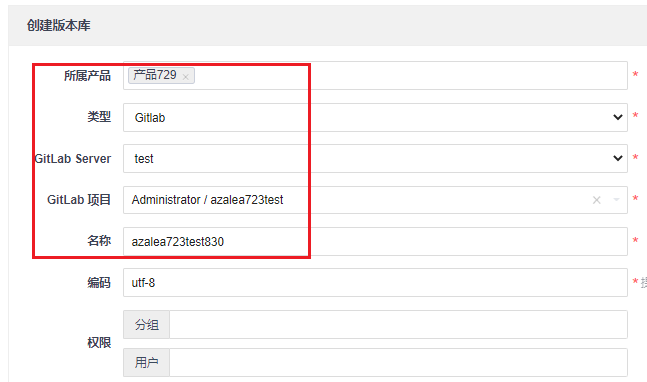 创建版本库
所属产品 产品729 × *
类型 Gitlab *
GitLab Server test *
GitLab 项目 Administrator / azalea723test × *
名称 azalea723test830 *
编码 utf-8 *
权限
分组
用户